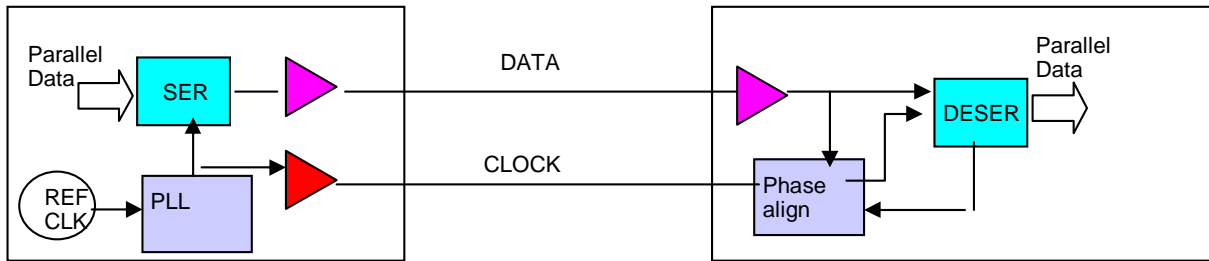 Parallel
Data
SER
DATA
Parallel
Data
DESER
REF
CLK
PLL
CLOCK
Phase
align